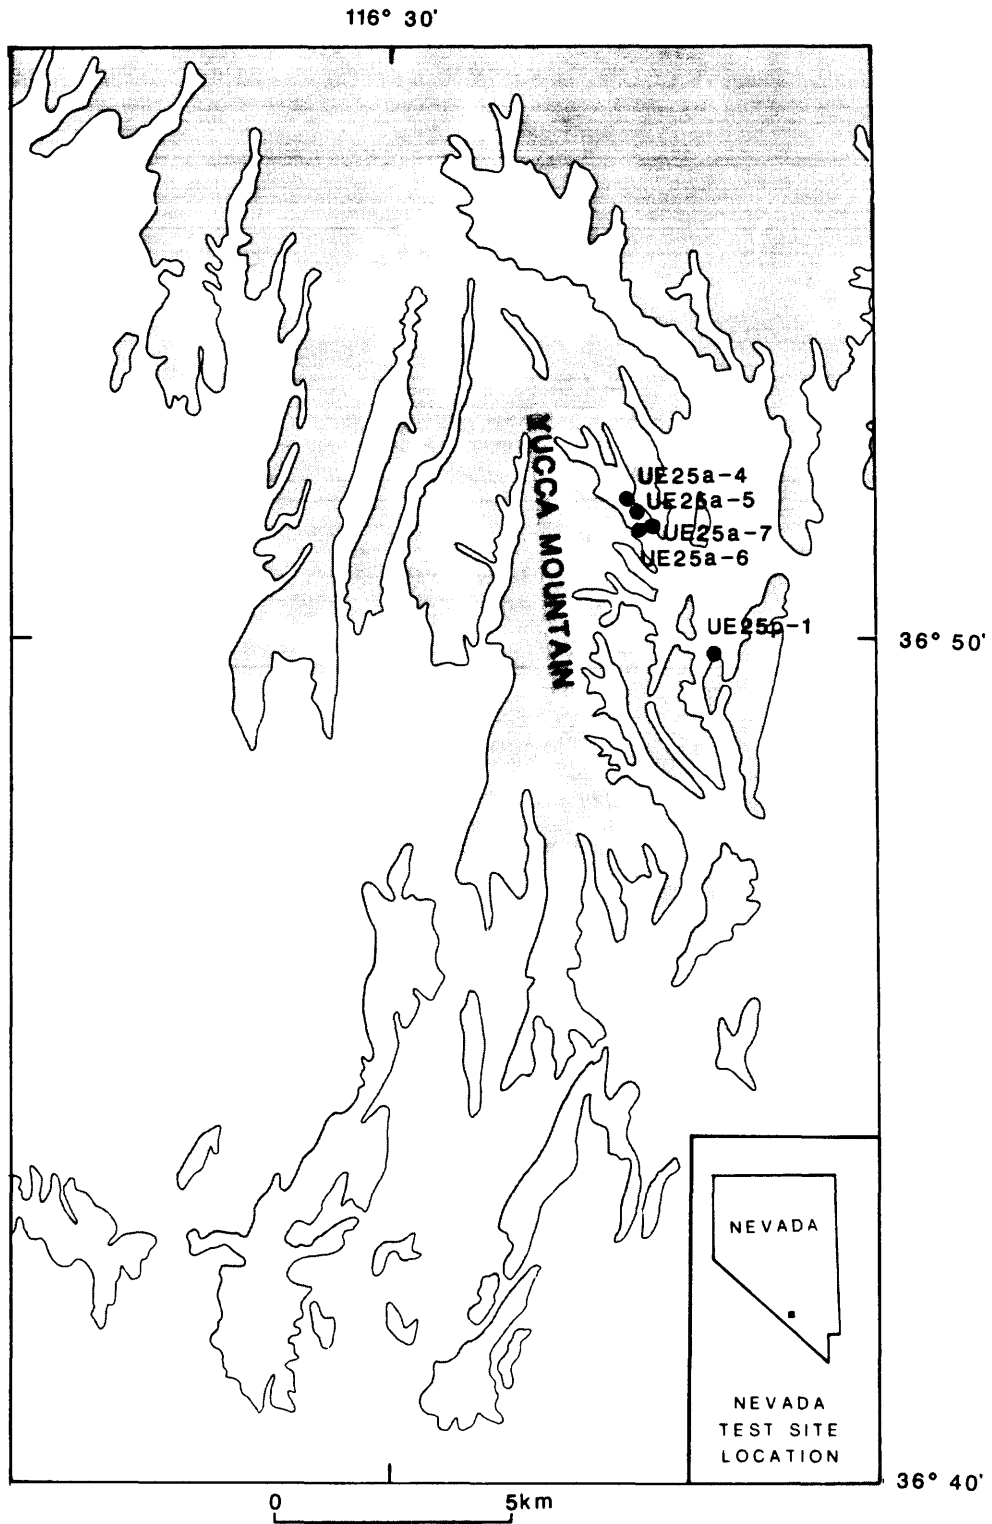 116° 30'
YUCCA MOUNTAIN
UE25a-4
UE25a-5
UE25a-7
UE25a-6
UE25p-1
36° 50'
NEVADA
NEVADA
TEST SITE
LOCATION
36° 40'
0 5km